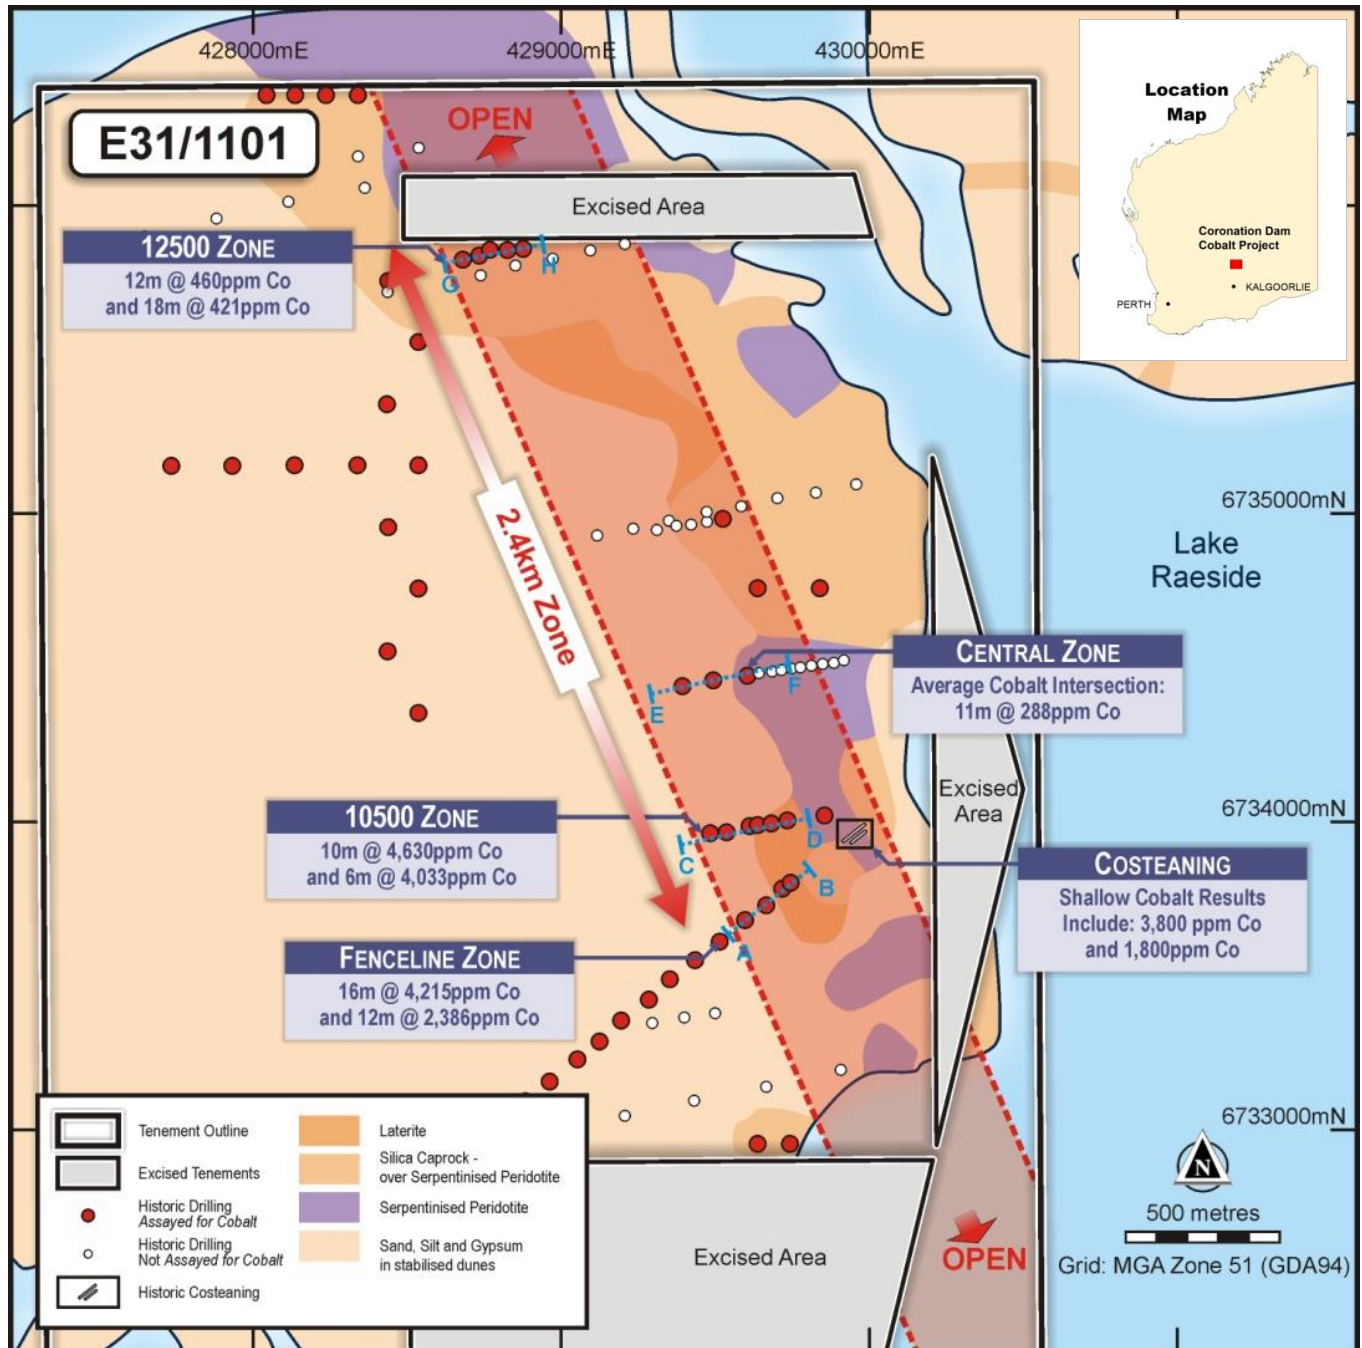 428000mE
429000mE
430000mE
Location
Map
Coronation Dam
Cobalt Project
KALGOORLIE
PERTH
E31/1101
OPEN
Excised Area
12500 ZONE
12m @ 460ppm Co
and 18m @ 421ppm Co
G
H
2.4km Zone
6735000mN
Lake
Raeside
CENTRAL ZONE
Average Cobalt Intersection:
11m @ 288ppm Co
E
F
Excised
Area
10500 ZONE
10m @ 4,630ppm Co
and 6m @ 4,033ppm Co
C
D
6734000mN
COSTEANING
Shallow Cobalt Results
Include: 3,800 ppm Co
and 1,800ppm Co
B
A
FENCELINE ZONE
16m @ 4,215ppm Co
and 12m @ 2,386ppm Co
6733000mN
Tenement Outline
Excised Tenements
Historic Drilling
Assayed for Cobalt
Historic Drilling
Not Assayed for Cobalt
Historic Costeaning
Laterite
Silica Caprock -
over Serpentinised Peridotite
Serpentinised Peridotite
Sand, Silt and Gypsum
in stabilised dunes
Excised Area
OPEN
N
500 metres
Grid: MGA Zone 51 (GDA94)